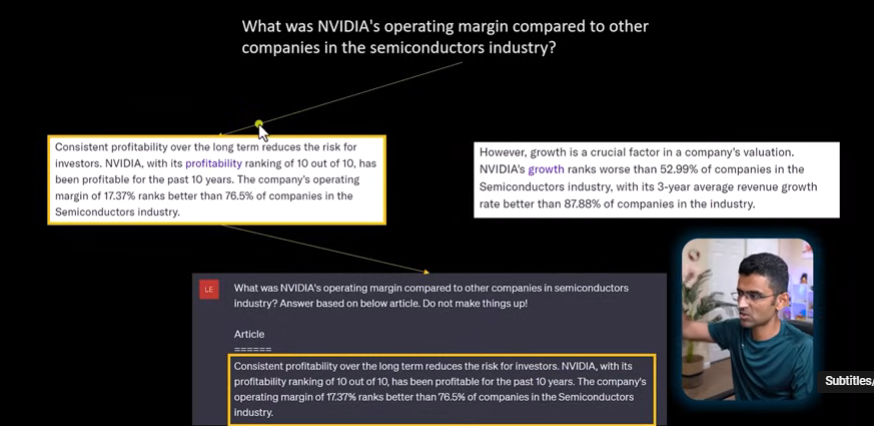 What was NVIDIA's operating margin compared to other
companies in the semiconductors industry?
Consistent profitability over the long term reduces the risk for
investors. NVIDIA, with its profitability ranking of 10 out of 10, has
been profitable for the past 10 years. The company's operating
margin of 17.37% ranks better than 76.5% of companies in the
Semiconductors industry.
However, growth is a crucial factor in a company's valuation.
NVIDIA's growth ranks worse than 52.99% of companies in the
Semiconductors industry, with its 3-year average revenue growth
rate better than 87.88% of companies in the industry.
LE
What was NVIDIA's operating margin compared to other companies in semiconductors
industry? Answer based on below article. Do not make things up!
Article
======
Consistent profitability over the long term reduces the risk for investors. NVIDIA, with its
profitability ranking of 10 out of 10, has been profitable for the past 10 years. The company's
operating margin of 17.37% ranks better than 76.5% of companies in the Semiconductors
industry.
Subtitles/